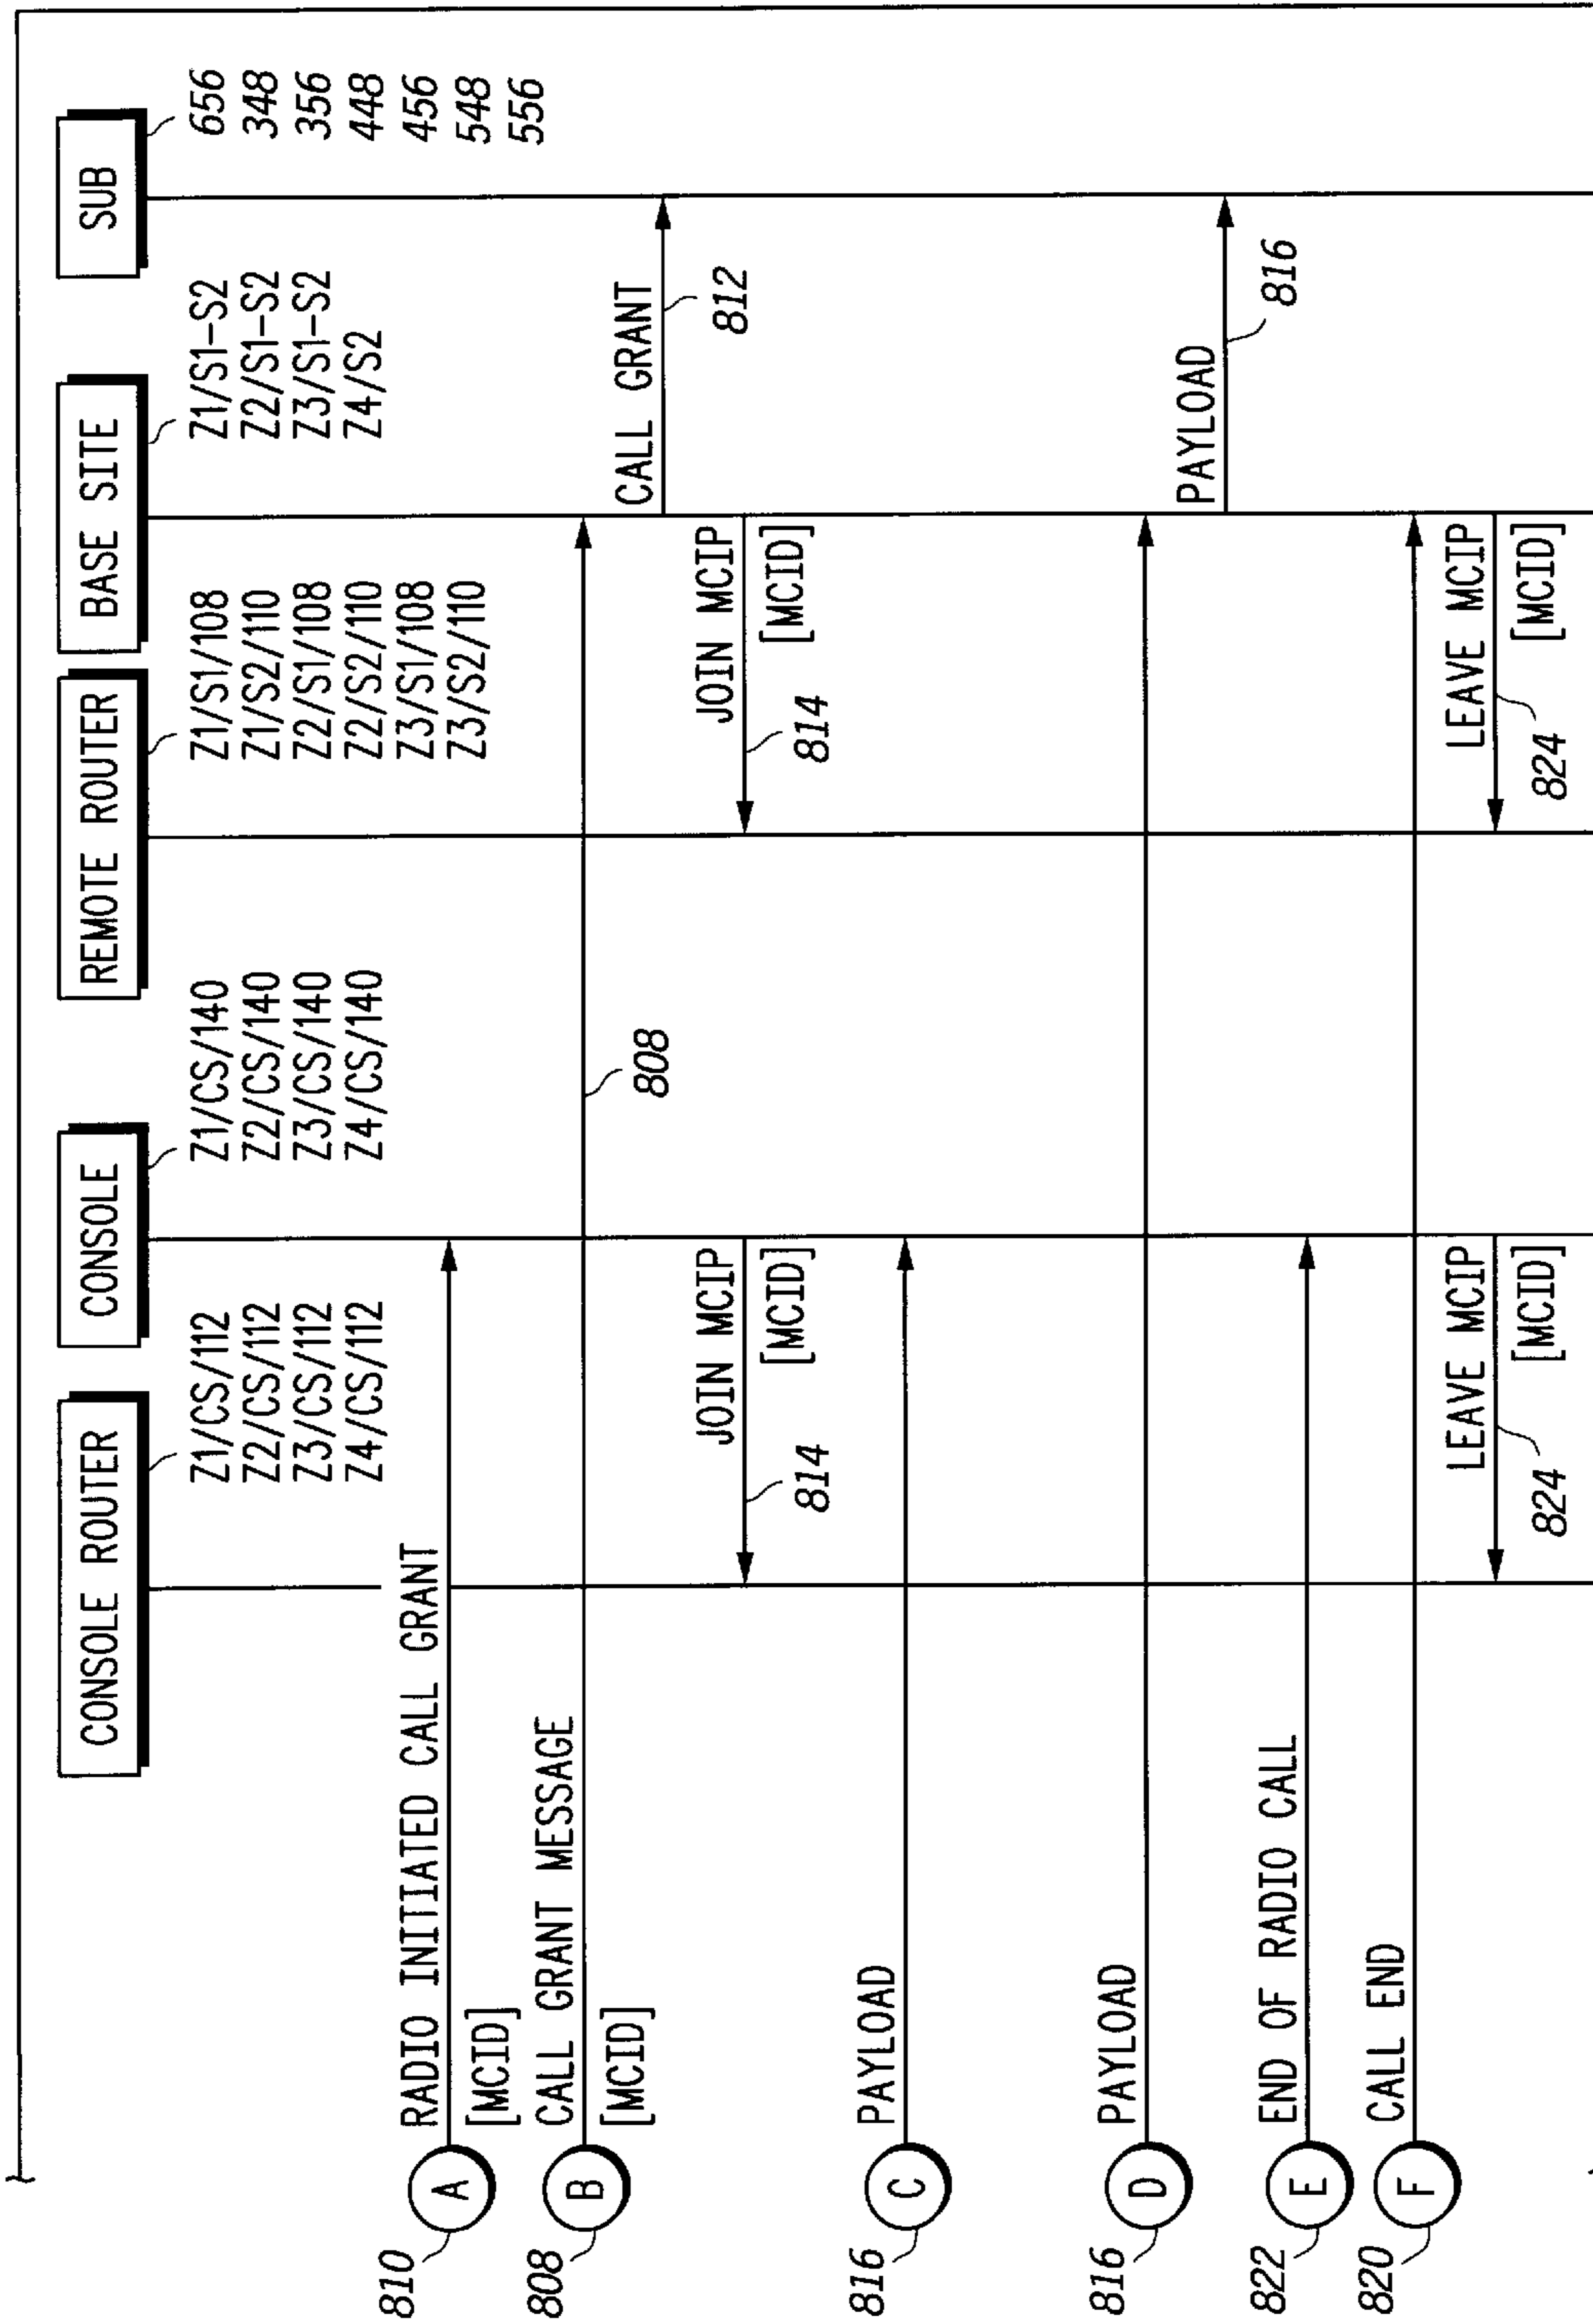 CONSOLE ROUTER
Z1/CS/112
Z2/CS/112
Z3/CS/112
Z4/CS/112
CONSOLE
Z1/CS/140
Z2/CS/140
Z3/CS/140
Z4/CS/140
REMOTE ROUTER
Z1/S1/108
Z1/S2/110
Z2/S1/108
Z2/S2/110
Z3/S1/108
Z3/S2/110
BASE SITE
Z1/S1-S2
Z2/S1-S2
Z3/S1-S2
Z4/S2
SUB
656
348
356
448
456
548
556
810
A
RADIO INITIATED CALL GRANT
[MCID]
808
B
CALL GRANT MESSAGE
[MCID]
808
CALL GRANT
812
JOIN MCIP
[MCID]
814
JOIN MCIP
[MCID]
814
816
C
PAYLOAD
816
D
PAYLOAD
PAYLOAD
816
822
E
END OF RADIO CALL
820
F
CALL END
LEAVE MCIP
[MCID]
824
LEAVE MCIP
[MCID]
824